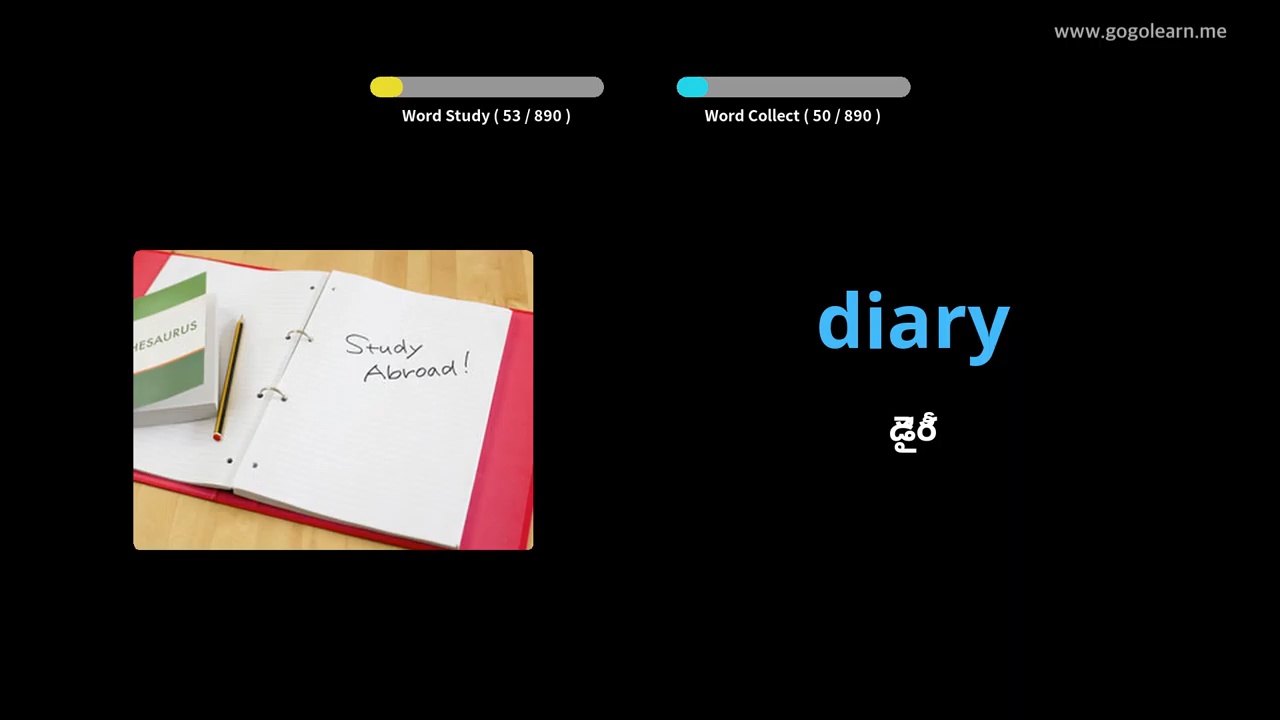 www.gogolearn.me
Word Study ( 53 / 890 )
Word Collect ( 50 / 890 )
HESAURUS
Study
Abroad!
diary
డైరీ